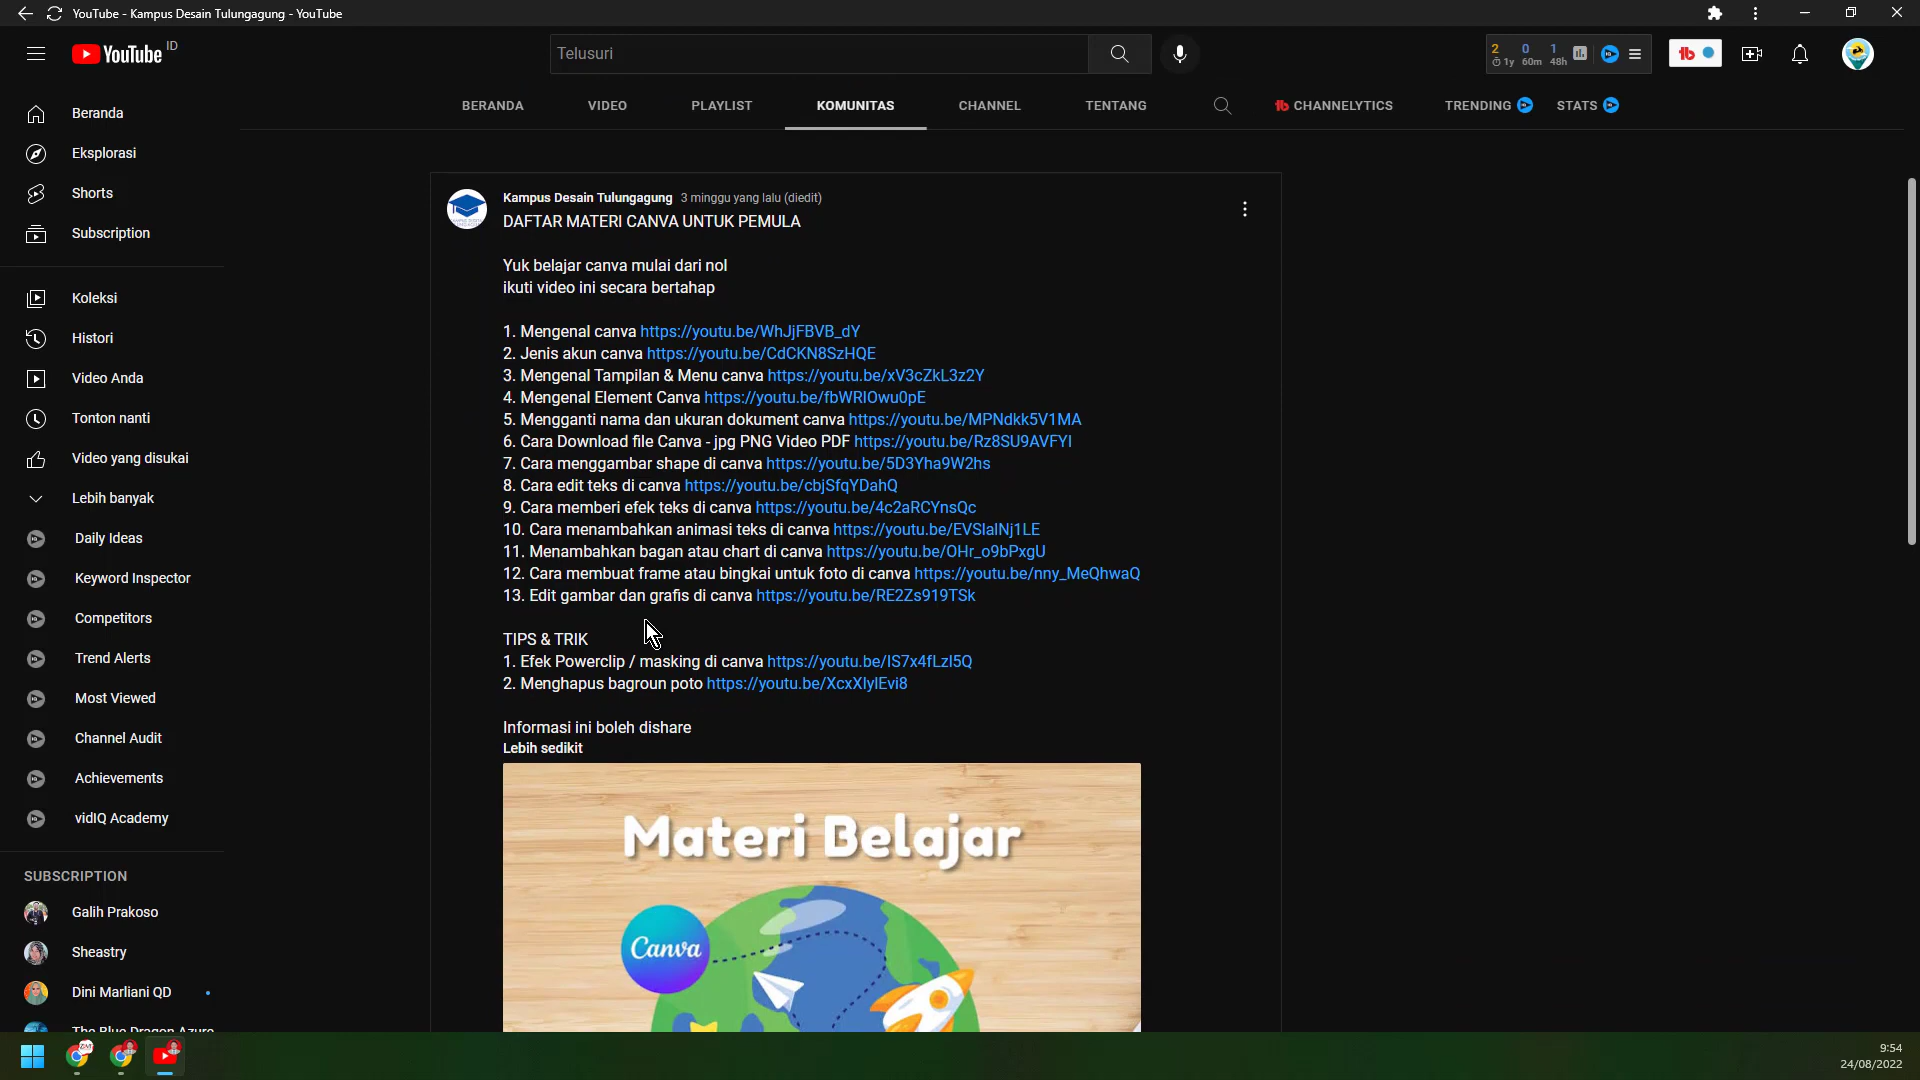 YouTube - Kampus Desain Tulungagung - YouTube
YouTube ID
Telusuri
2 0 1
1y 60m 48h
BERANDA VIDEO PLAYLIST KOMUNITAS CHANNEL TENTANG CHANNELYTICS TRENDING STATS
Beranda
Eksplorasi
Shorts
Subscription
Koleksi
Histori
Video Anda
Tonton nanti
Video yang disukai
Lebih banyak
Daily Ideas
Keyword Inspector
Competitors
Trend Alerts
Most Viewed
Channel Audit
Achievements
vidIQ Academy
SUBSCRIPTION
Galih Prakoso
Sheastry
Dini Marliani QD
The Blue Dragon Azure
Kampus Desain Tulungagung 3 minggu yang lalu (diedit)
DAFTAR MATERI CANVA UNTUK PEMULA
Yuk belajar canva mulai dari nol
ikuti video ini secara bertahap
1. Mengenal canva https://youtu.be/WhJjFBVB_dY
2. Jenis akun canva https://youtu.be/CdCKN8SzHQE
3. Mengenal Tampilan & Menu canva https://youtu.be/xV3cZkL3z2Y
4. Mengenal Element Canva https://youtu.be/fbWRIOwu0pE
5. Mengganti nama dan ukuran dokument canva https://youtu.be/MPNdkk5V1MA
6. Cara Download file Canva - jpg PNG Video PDF https://youtu.be/Rz8SU9AVFYI
7. Cara menggambar shape di canva https://youtu.be/5D3Yha9W2hs
8. Cara edit teks di canva https://youtu.be/cbjSfqYDahQ
9. Cara memberi efek teks di canva https://youtu.be/4c2aRCYnsQc
10. Cara menambahkan animasi teks di canva https://youtu.be/EVSIaINj1LE
11. Menambahkan bagan atau chart di canva https://youtu.be/OHr_o9bPxgU
12. Cara membuat frame atau bingkai untuk foto di canva https://youtu.be/nny_MeQhwaQ
13. Edit gambar dan grafis di canva https://youtu.be/RE2Zs919TSk
TIPS & TRIK
1. Efek Powerclip / masking di canva https://youtu.be/IS7x4fLzI5Q
2. Menghapus bagroun poto https://youtu.be/XcxXlyIEvi8
Informasi ini boleh dishare
Lebih sedikit
Materi Belajar
Canva
9:54
24/08/2022